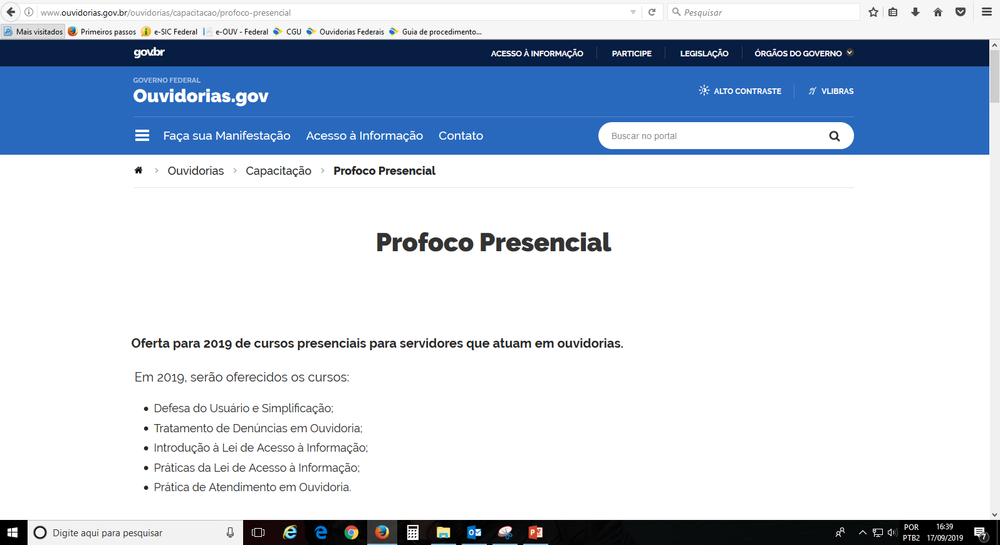 www.ouvidorias.gov.br/ouvidorias/capacitacao/profoco-presencial
Pesquisar
Mais visitados Primeiros passos e-SIC Federal e-OUV - Federal CGU Ouvidorias Federais Guia de procedimento...
gov.br ACESSO À INFORMAÇÃO PARTICIPE LEGISLAÇÃO ÓRGÃOS DO GOVERNO
GOVERNO FEDERAL
Ouvidorias.gov
ALTO CONTRASTE VLIBRAS
Faça sua Manifestação Acesso à Informação Contato Buscar no portal
Ouvidorias > Capacitação > Profoco Presencial
Profoco Presencial
Oferta para 2019 de cursos presenciais para servidores que atuam em ouvidorias.
Em 2019, serão oferecidos os cursos:
• Defesa do Usuário e Simplificação;
• Tratamento de Denúncias em Ouvidoria;
• Introdução à Lei de Acesso à Informação;
• Práticas da Lei de Acesso à Informação;
• Prática de Atendimento em Ouvidoria.
Digite aqui para pesquisar
POR
PTB2
16:39
17/09/2019
7